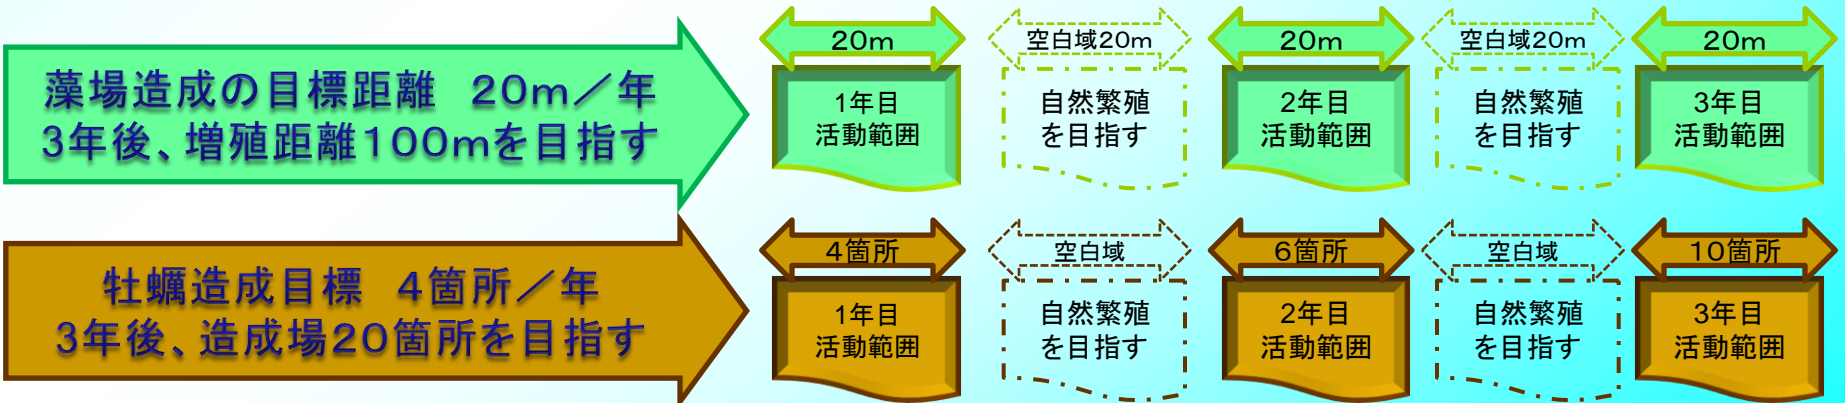 藻場造成の目標距離　20m／年
3年後、増殖距離100mを目指す
20m
空白域20m
20m
空白域20m
20m
1年目
活動範囲
自然繁殖
を目指す
2年目
活動範囲
自然繁殖
を目指す
3年目
活動範囲
牡蠣造成目標　4箇所／年
3年後、造成場20箇所を目指す
4箇所
空白域
6箇所
空白域
10箇所
1年目
活動範囲
自然繁殖
を目指す
2年目
活動範囲
自然繁殖
を目指す
3年目
活動範囲